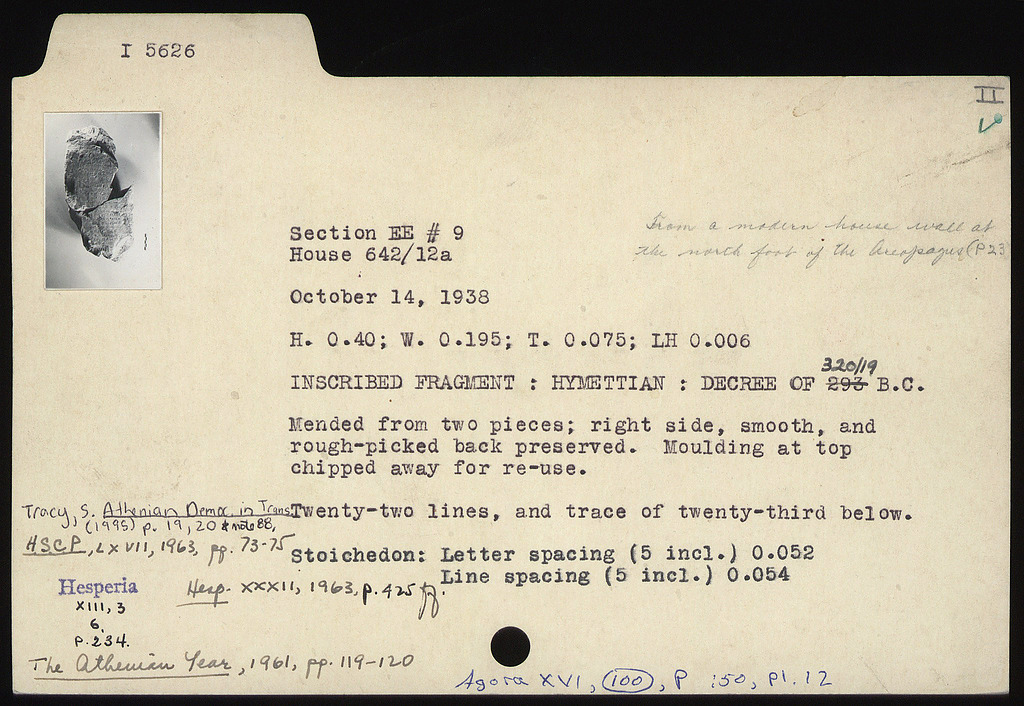 I 5626
II
Section EE # 9
House 642/12a
From a modern house wall at
the north foot of the Areopagus (P 23
October 14, 1938
H. 0.40; W. 0.195; T. 0.075; LH 0.006
320/19
INSCRIBED FRAGMENT : HYMETTIAN : DECREE OF 293 B.C.
Mended from two pieces; right side, smooth, and
rough-picked back preserved. Moulding at top
chipped away for re-use.
Twenty-two lines, and trace of twenty-third below.
Stoichedon: Letter spacing (5 incl.) 0.052
Line spacing (5 incl.) 0.054
Tracy, S. Athenian Democ. in Trans.
(1995) p. 19, 20 & note 88,
HSCP, LXVII, 1963, pp. 73-75
Hesperia
XIII, 3
6,
P. 234.
Hesp. XXXII, 1963, p. 425 ff.
The Athenian Year, 1961, pp. 119-120
Agora XVI, 100, P 150, Pl. 12